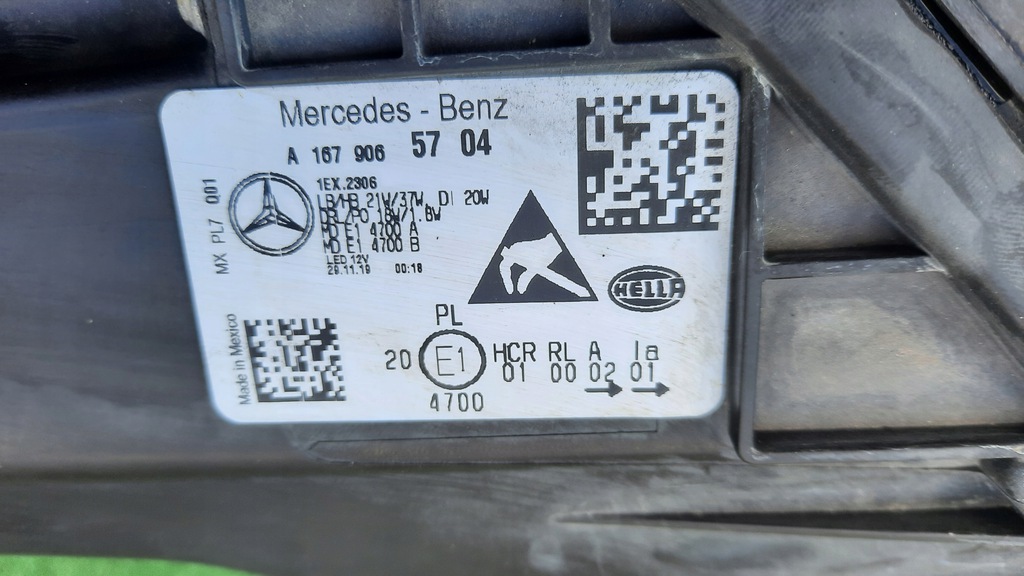 Mercedes - Benz
A 167 906 57 04
MX PL7 001
1EX.2306
LB/HB 21W/37W, DI 20W
DRL/PO 18W/1.8W
MD E1 4700 A
MD E1 4700 B
LED 12V
29.11.19 00:18
HELLA
Made in Mexico
PL
20 E1 HCR RL A Ia
01 00 02 01
4700